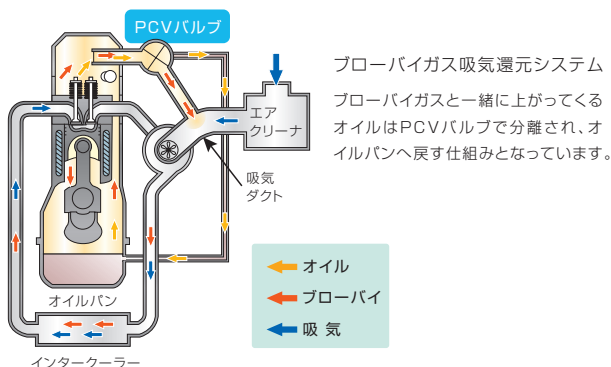 PCVバルブ
エア
クリーナ
吸気
ダクト
オイルパン
インタークーラー
オイル
ブローバイ
吸 気
ブローバイガス吸気還元システム
ブローバイガスと一緒に上がってくる
オイルはPCVバルブで分離され、オ
イルパンへ戻す仕組みとなっています。